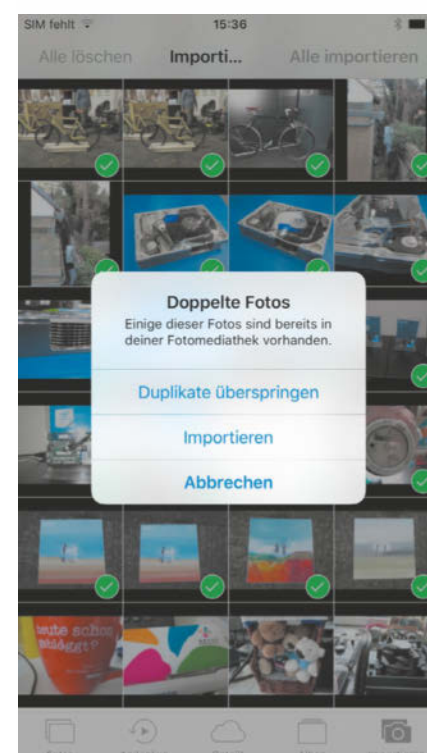 SIM fehlt 15:36
Alle löschen Importi... Alle importieren
Doppelte Fotos
Einige dieser Fotos sind bereits in
deiner Fotomediathek vorhanden.
Duplikate überspringen
Importieren
Abbrechen
heute schon